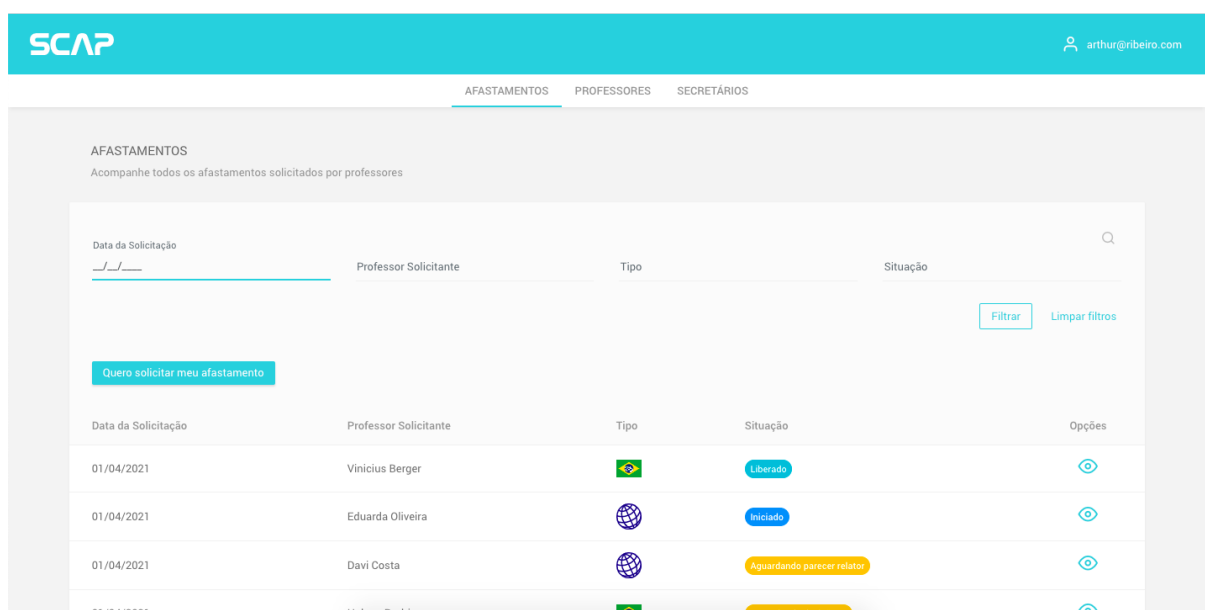 SCAP
arthur@ribeiro.com
AFASTAMENTOS PROFESSORES SECRETÁRIOS
AFASTAMENTOS
Acompanhe todos os afastamentos solicitados por professores
Data da Solicitação
__/__/____ Professor Solicitante Tipo Situação
Filtrar Limpar filtros
Quero solicitar meu afastamento
Data da Solicitação Professor Solicitante Tipo Situação Opções
01/04/2021 Vinicius Berger Liberado
01/04/2021 Eduarda Oliveira Iniciado
01/04/2021 Davi Costa Aguardando parecer relator